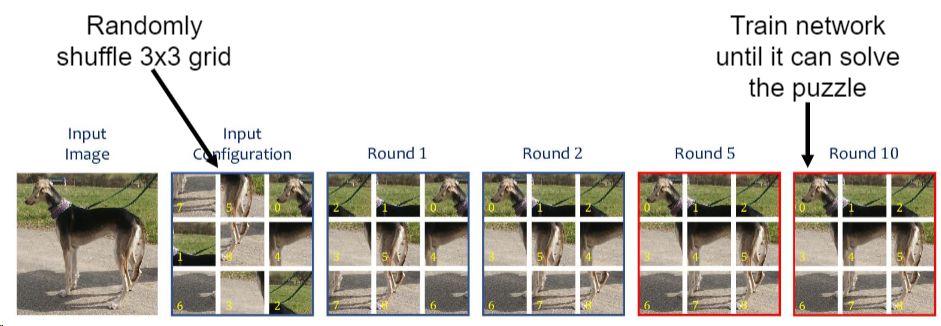 Randomly
shuffle 3x3 grid
Train network
until it can solve
the puzzle
Input
Image
Input
Configuration
Round 1
Round 2
Round 5
Round 10
7 5 0
1 8 4
6 3 2
2 1 0
4 5 3
7 8 6
0 1 2
4 5 3
7 8 6
0 1 2
3 4 5
6 7 8
0 1 2
3 4 5
6 7 8